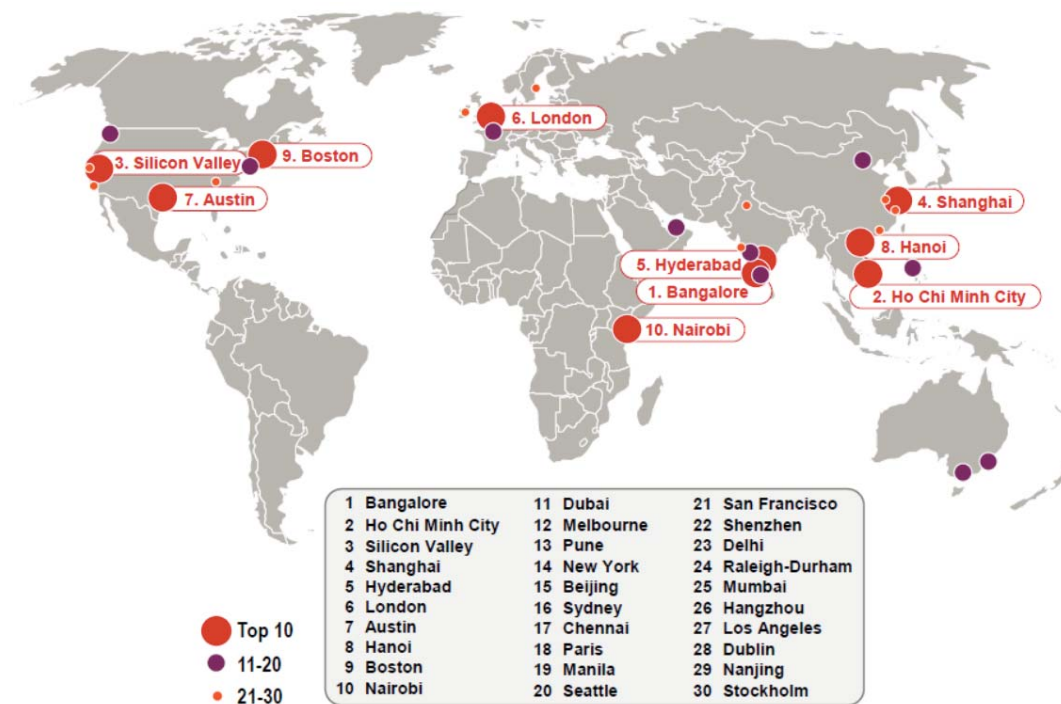 6. London
3. Silicon Valley
9. Boston
7. Austin
4. Shanghai
8. Hanoi
5. Hyderabad
1. Bangalore
2. Ho Chi Minh City
10. Nairobi
1 Bangalore
2 Ho Chi Minh City
3 Silicon Valley
4 Shanghai
5 Hyderabad
6 London
7 Austin
8 Hanoi
9 Boston
10 Nairobi
11 Dubai
12 Melbourne
13 Pune
14 New York
15 Beijing
16 Sydney
17 Chennai
18 Paris
19 Manila
20 Seattle
21 San Francisco
22 Shenzhen
23 Delhi
24 Raleigh-Durham
25 Mumbai
26 Hangzhou
27 Los Angeles
28 Dublin
29 Nanjing
30 Stockholm
Top 10
11-20
21-30